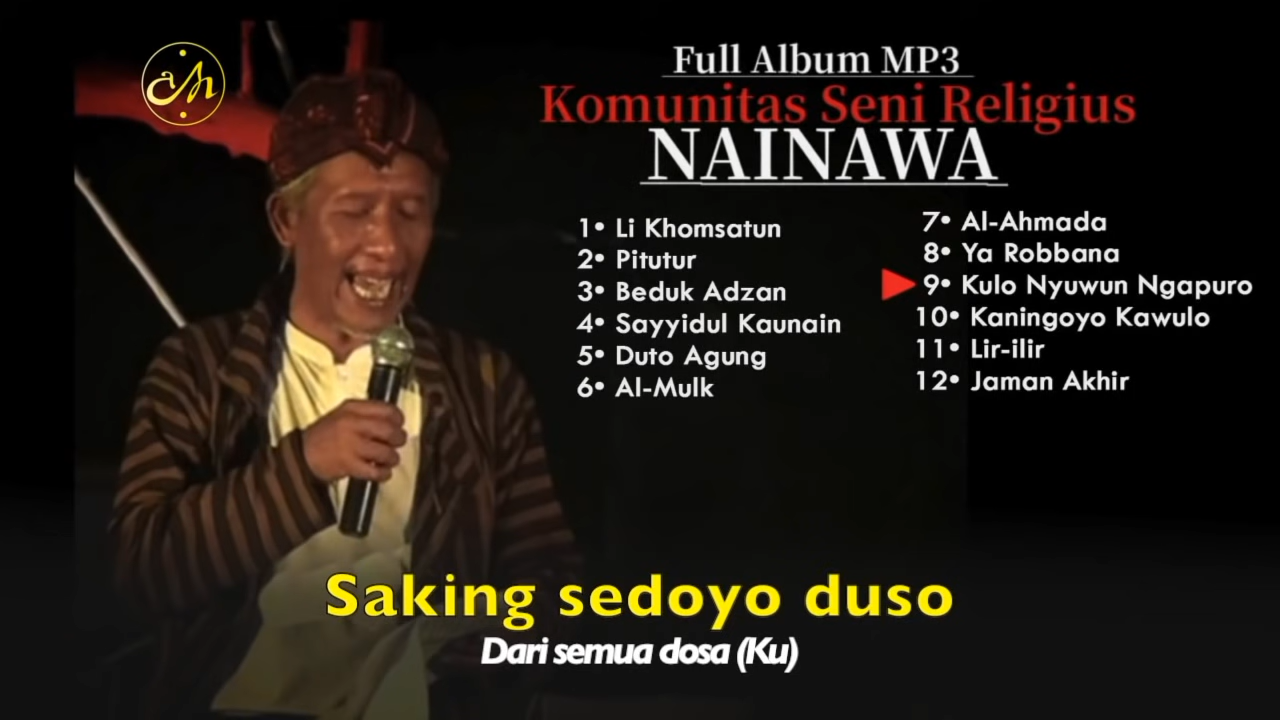 aM
Full Album MP3
Komunitas Seni Religius
NAINAWA
1• Li Khomsatun
2• Pitutur
3• Beduk Adzan
4• Sayyidul Kaunain
5• Duto Agung
6• Al-Mulk
7• Al-Ahmada
8• Ya Robbana
9• Kulo Nyuwun Ngapuro
10• Kaningoyo Kawulo
11• Lir-ilir
12• Jaman Akhir
Saking sedoyo duso
Dari semua dosa (Ku)